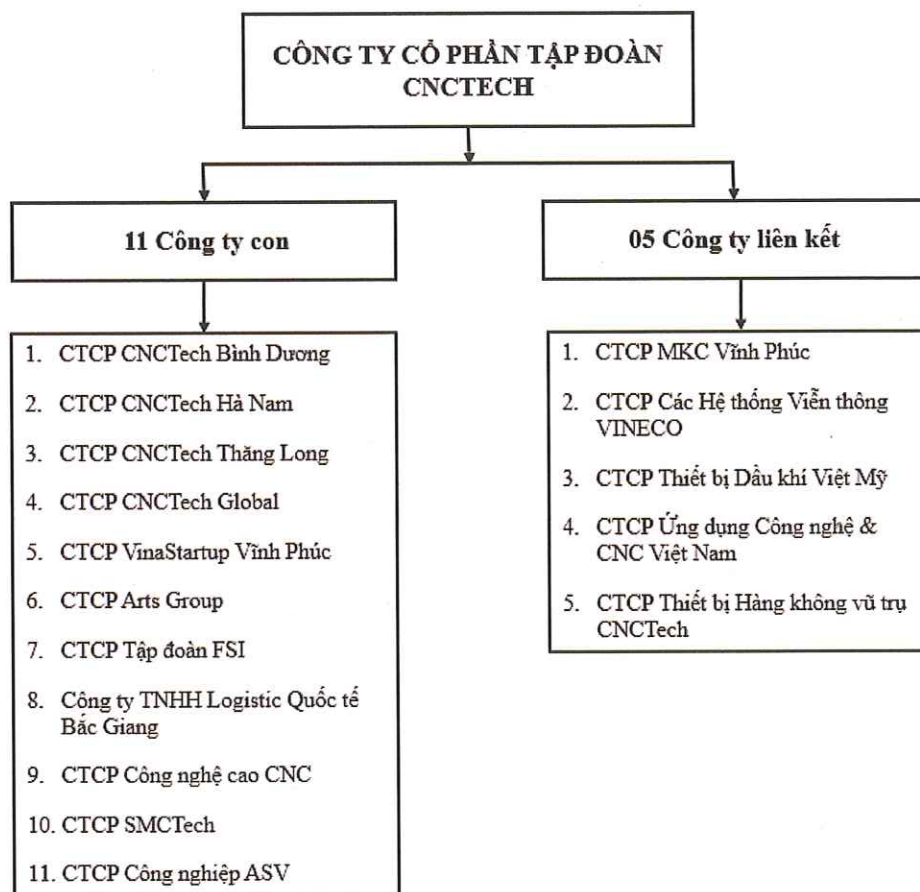 CÔNG TY CỔ PHẦN TẬP ĐOÀN
CNCTECH
11 Công ty con
05 Công ty liên kết
1. CTCP CNCTech Bình Dương
2. CTCP CNCTech Hà Nam
3. CTCP CNCTech Thăng Long
4. CTCP CNCTech Global
5. CTCP VinaStartup Vĩnh Phúc
6. CTCP Arts Group
7. CTCP Tập đoàn FSI
8. Công ty TNHH Logistic Quốc tế
Bắc Giang
9. CTCP Công nghệ cao CNC
10. CTCP SMCTech
11. CTCP Công nghiệp ASV
1. CTCP MKC Vĩnh Phúc
2. CTCP Các Hệ thống Viễn thông
VINECO
3. CTCP Thiết bị Dầu khí Việt Mỹ
4. CTCP Ứng dụng Công nghệ &
CNC Việt Nam
5. CTCP Thiết bị Hàng không vũ trụ
CNCTech